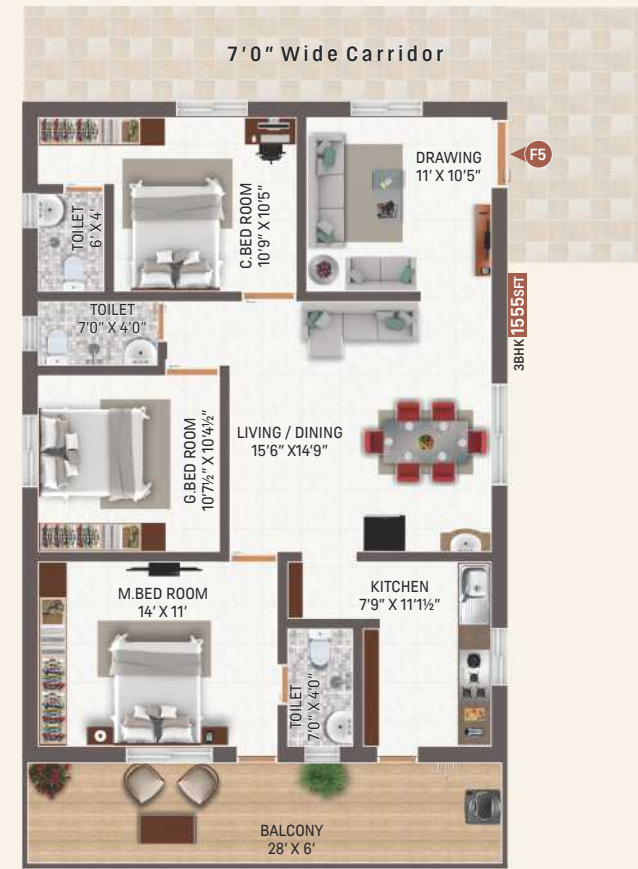 7'0" Wide Carridor
DRAWING
11' X 10'5"
F5
C.BED ROOM
10'9" X 10'5"
TOILET
6' X 4'
3BHK 1555SFT
TOILET
7'0" X 4'0"
LIVING / DINING
15'6" X14'9"
G.BED ROOM
10'7½" X 10'4½"
M.BED ROOM
14' X 11'
KITCHEN
7'9" X 11'1½"
TOILET
7'0" X 4'0"
BALCONY
28' X 6'